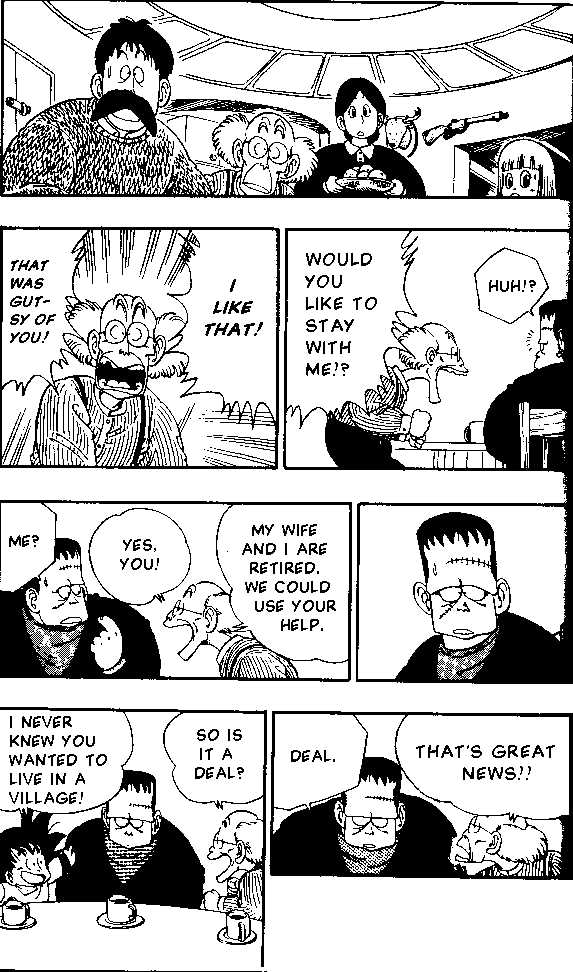 THAT
WAS
GUT-
SY OF
YOU!
I
LIKE
THAT!
WOULD
YOU
LIKE TO
STAY
WITH
ME!?
HUH!?
ME?
YES,
YOU!
MY WIFE
AND I ARE
RETIRED.
WE COULD
USE YOUR
HELP.
I NEVER
KNEW YOU
WANTED TO
LIVE IN A
VILLAGE!
SO IS
IT A
DEAL?
DEAL.
THAT'S GREAT
NEWS!!